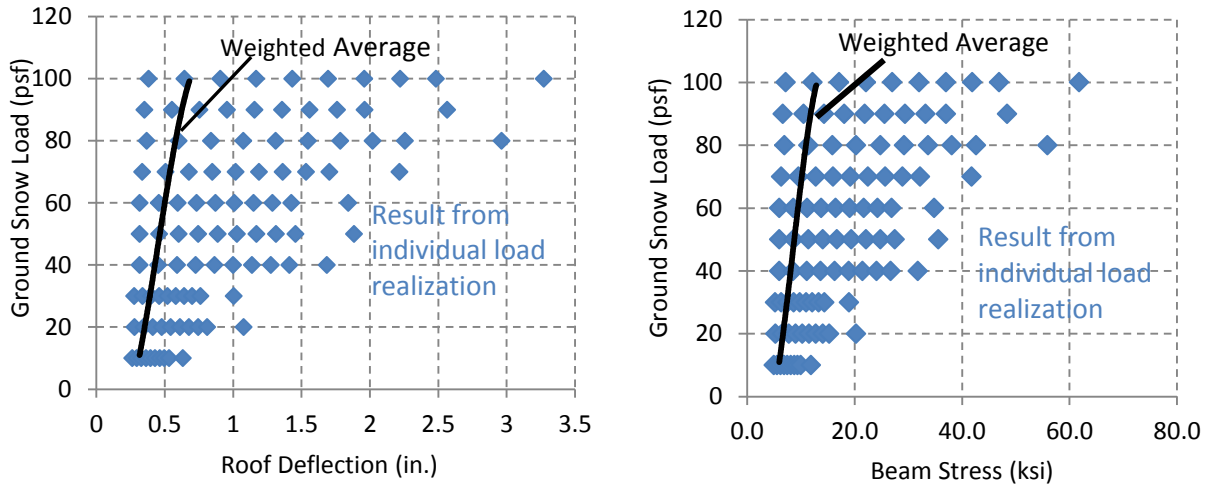 120
100
80
60
40
20
0
Ground Snow Load (psf)
Weighted Average
Result from
individual load
realization
0 0.5 1 1.5 2 2.5 3 3.5
Roof Deflection (in.)
120
100
80
60
40
20
0
Ground Snow Load (psf)
Weighted Average
Result from
individual load
realization
0.0 20.0 40.0 60.0 80.0
Beam Stress (ksi)